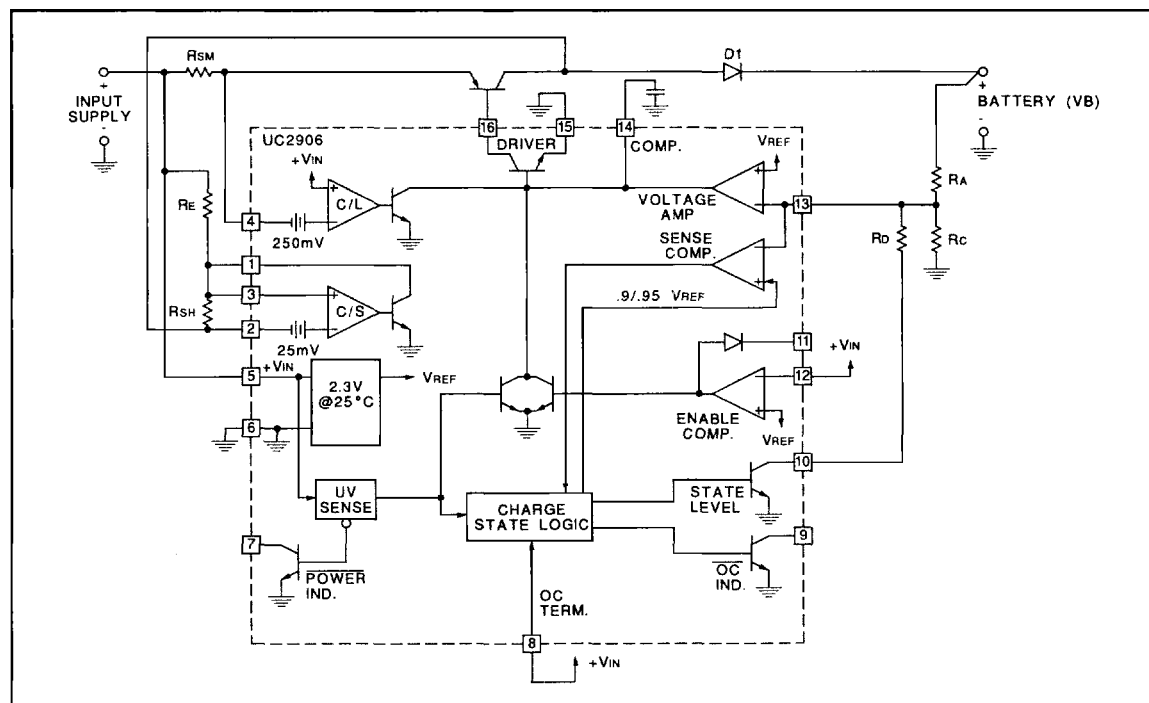 RSM
D1
+
INPUT
SUPPLY
-
+
BATTERY (VB)
-
16
15
14
UC2906
DRIVER
COMP.
+VIN
VREF
RA
RE
+
C/L
-
VOLTAGE
AMP
+
-
13
4
250mV
SENSE
COMP.
-
+
RD
RC
1
3
RSH
+
C/S
-
.9/.95 VREF
2
25mV
11
+VIN
5
+VIN
2.3V
@25°C
VREF
12
-
+
ENABLE
COMP.
VREF
6
10
UV
SENSE
CHARGE
STATE LOGIC
STATE
LEVEL
9
7
POWER
IND.
OC
IND.
OC
TERM.
8
+VIN